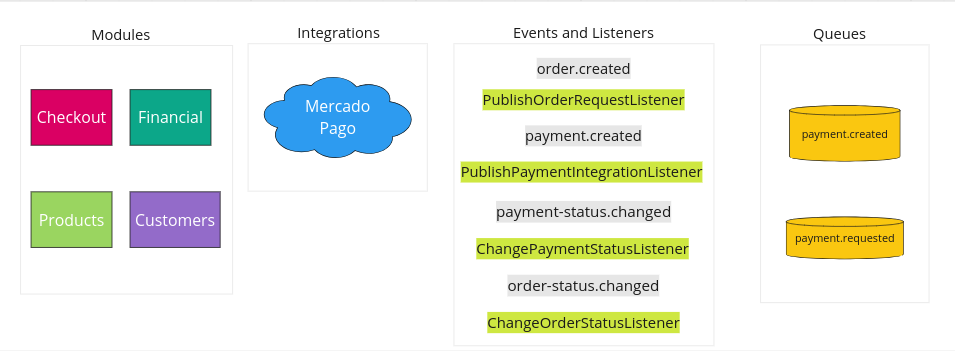 Modules
Checkout
Financial
Products
Customers
Integrations
Mercado
Pago
Events and Listeners
order.created
PublishOrderRequestListener
payment.created
PublishPaymentIntegrationListener
payment-status.changed
ChangePaymentStatusListener
order-status.changed
ChangeOrderStatusListener
Queues
payment.created
payment.requested